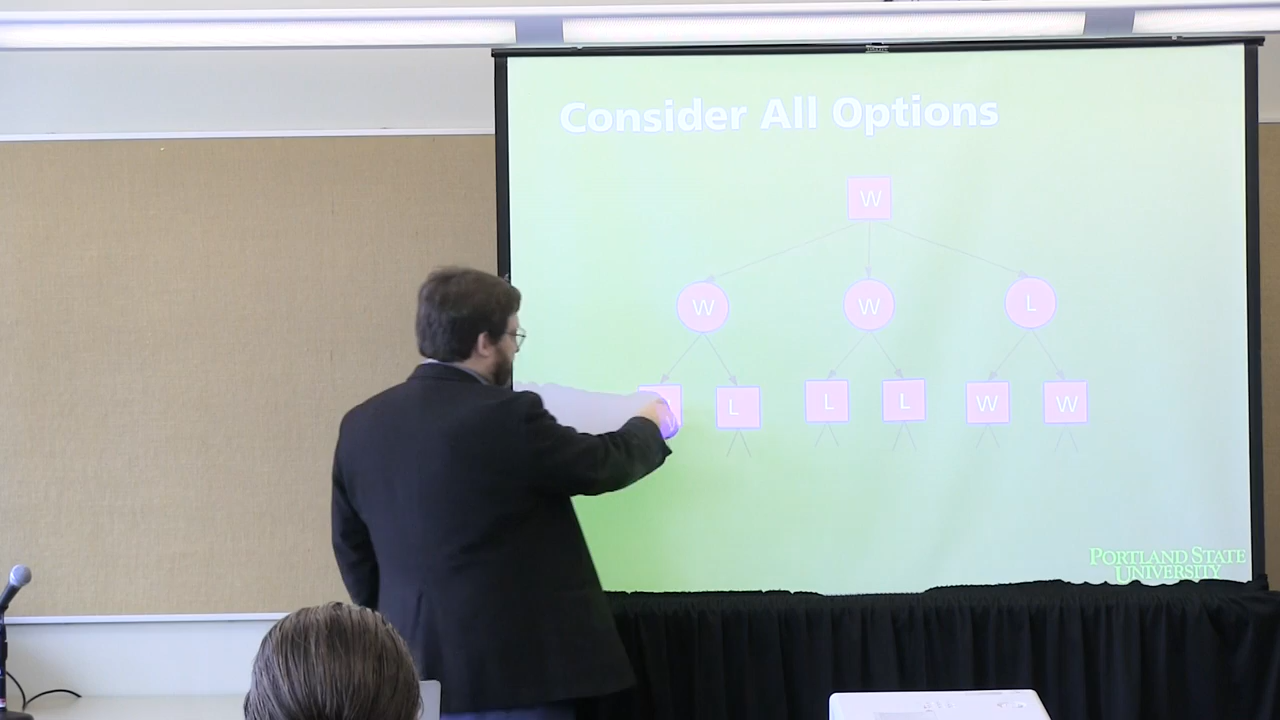 Consider All Options
W
W W L
L L L W W
PORTLAND STATE
UNIVERSITY